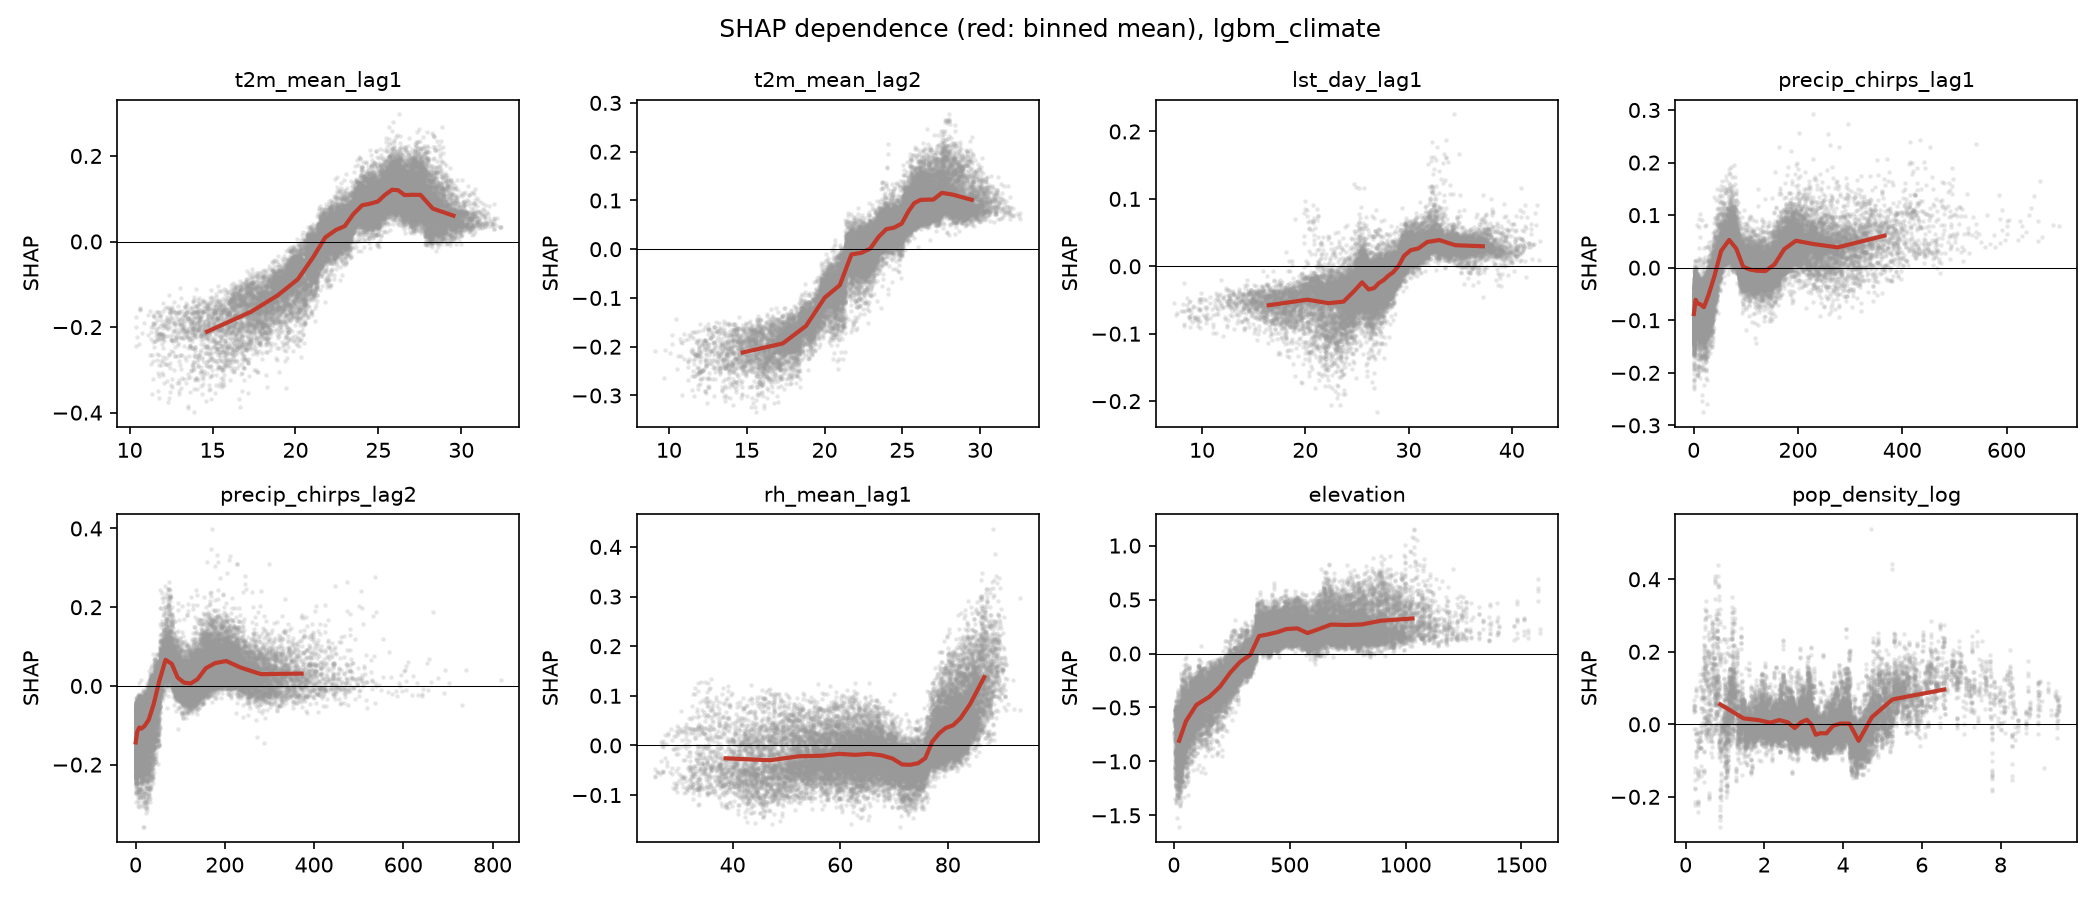 SHAP dependence (red: binned mean), lgbm_climate
t2m_mean_lag1
t2m_mean_lag2
lst_day_lag1
precip_chirps_lag1
SHAP
0.2
0.0
−0.2
−0.4
10 15 20 25 30
SHAP
0.3
0.2
0.1
0.0
−0.1
−0.2
−0.3
10 15 20 25 30
SHAP
0.2
0.1
0.0
−0.1
−0.2
10 20 30 40
SHAP
0.3
0.2
0.1
0.0
−0.1
−0.2
−0.3
0 200 400 600
precip_chirps_lag2
rh_mean_lag1
elevation
pop_density_log
SHAP
0.4
0.2
0.0
−0.2
0 200 400 600 800
SHAP
0.4
0.3
0.2
0.1
0.0
−0.1
40 60 80
SHAP
1.0
0.5
0.0
−0.5
−1.0
−1.5
0 500 1000 1500
SHAP
0.4
0.2
0.0
−0.2
0 2 4 6 8